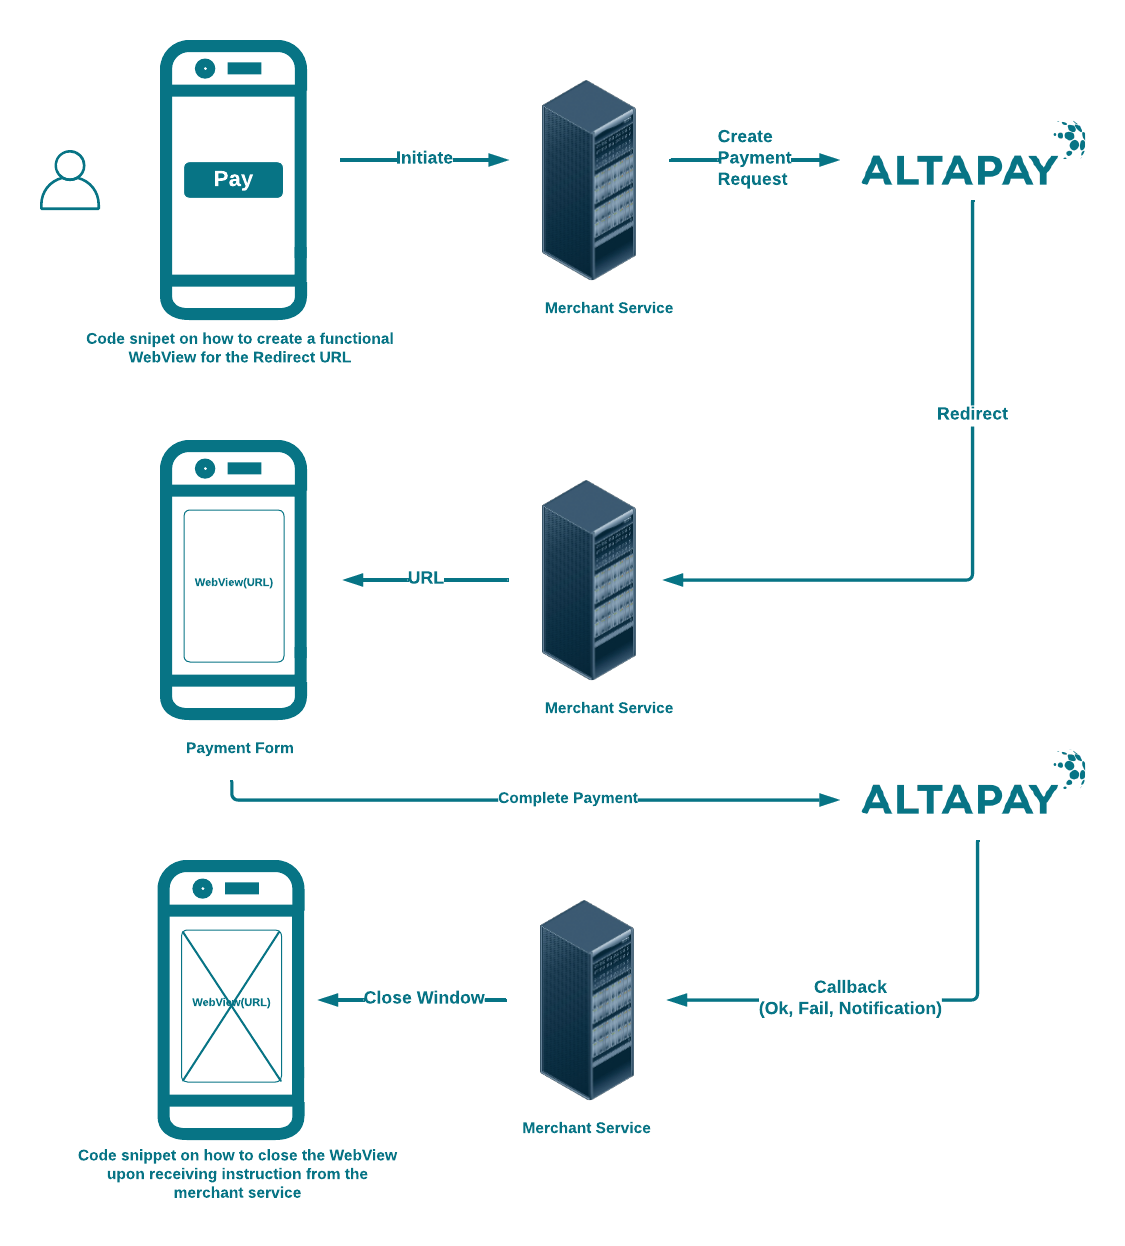 Pay
Initiate
Create
Payment
Request
ALTAPAY
Merchant Service
Code snipet on how to create a functional
WebView for the Redirect URL
Redirect
WebView(URL)
URL
Merchant Service
Payment Form
Complete Payment
ALTAPAY
WebView(URL)
Close Window
Callback
(Ok, Fail, Notification)
Merchant Service
Code snippet on how to close the WebView
upon receiving instruction from the
merchant service